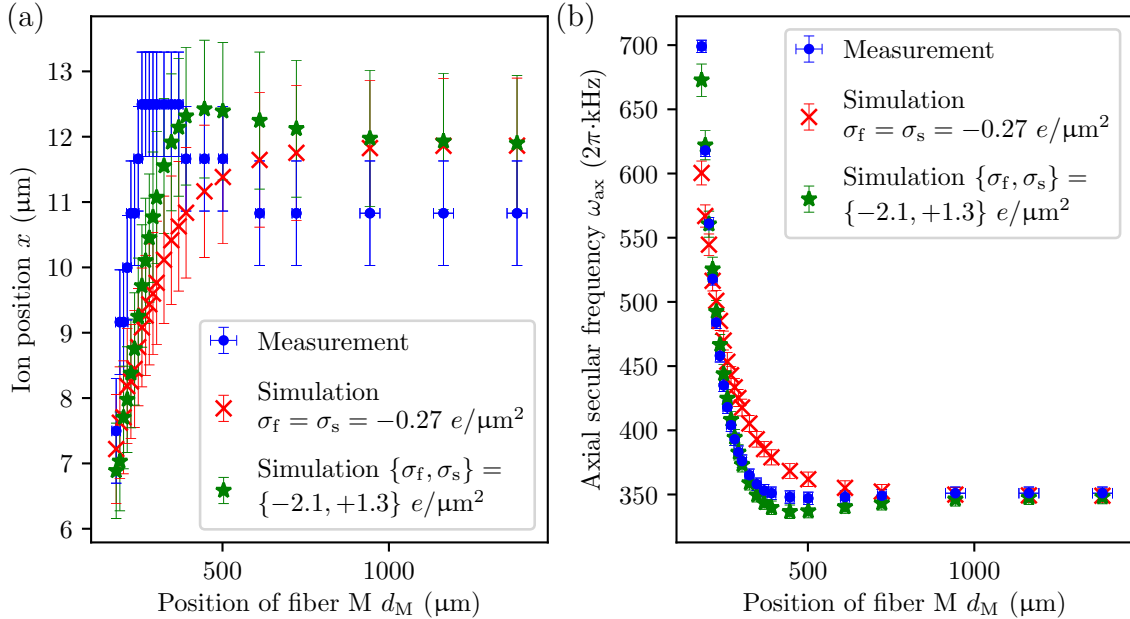 (a)
13
12
11
10
9
8
7
6
Ion position x (μm)
500
1000
Position of fiber M d_M (μm)
Measurement
Simulation
σ_f = σ_s = −0.27 e/μm²
Simulation {σ_f, σ_s} =
{−2.1, +1.3} e/μm²
(b)
700
650
600
550
500
450
400
350
Axial secular frequency ω_ax (2π·kHz)
500
1000
Position of fiber M d_M (μm)
Measurement
Simulation
σ_f = σ_s = −0.27 e/μm²
Simulation {σ_f, σ_s} =
{−2.1, +1.3} e/μm²